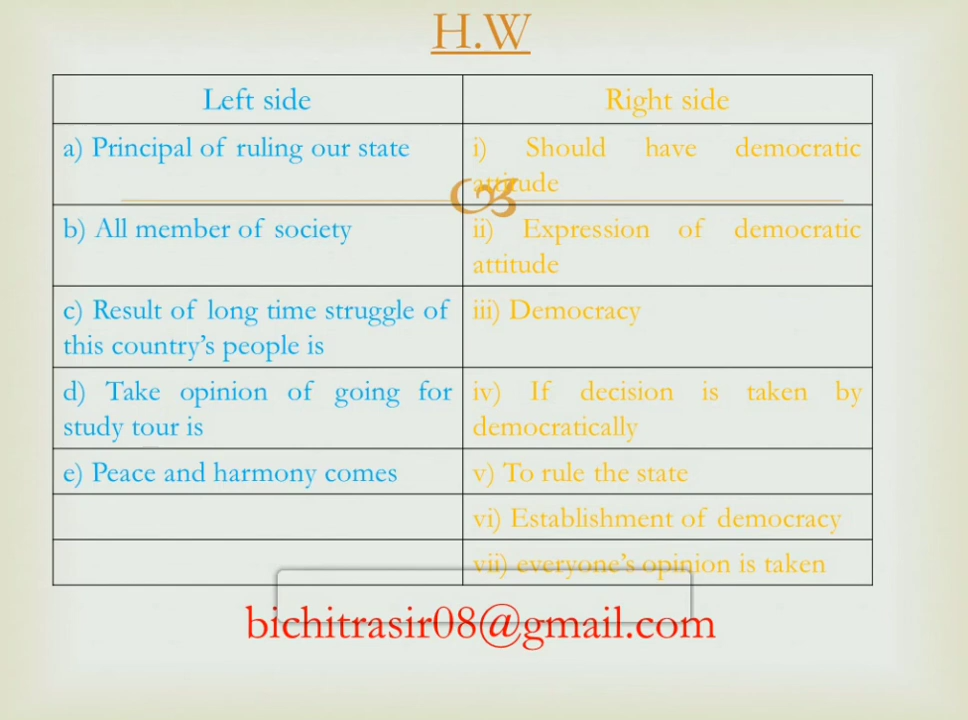 H.W
Left side
Right side
a) Principal of ruling our state
i) Should have democratic
attitude
b) All member of society
ii) Expression of democratic
attitude
c) Result of long time struggle of
this country's people is
iii) Democracy
d) Take opinion of going for
study tour is
iv) If decision is taken by
democratically
e) Peace and harmony comes
v) To rule the state
vi) Establishment of democracy
vii) everyone's opinion is taken
bichitrasir08@gmail.com